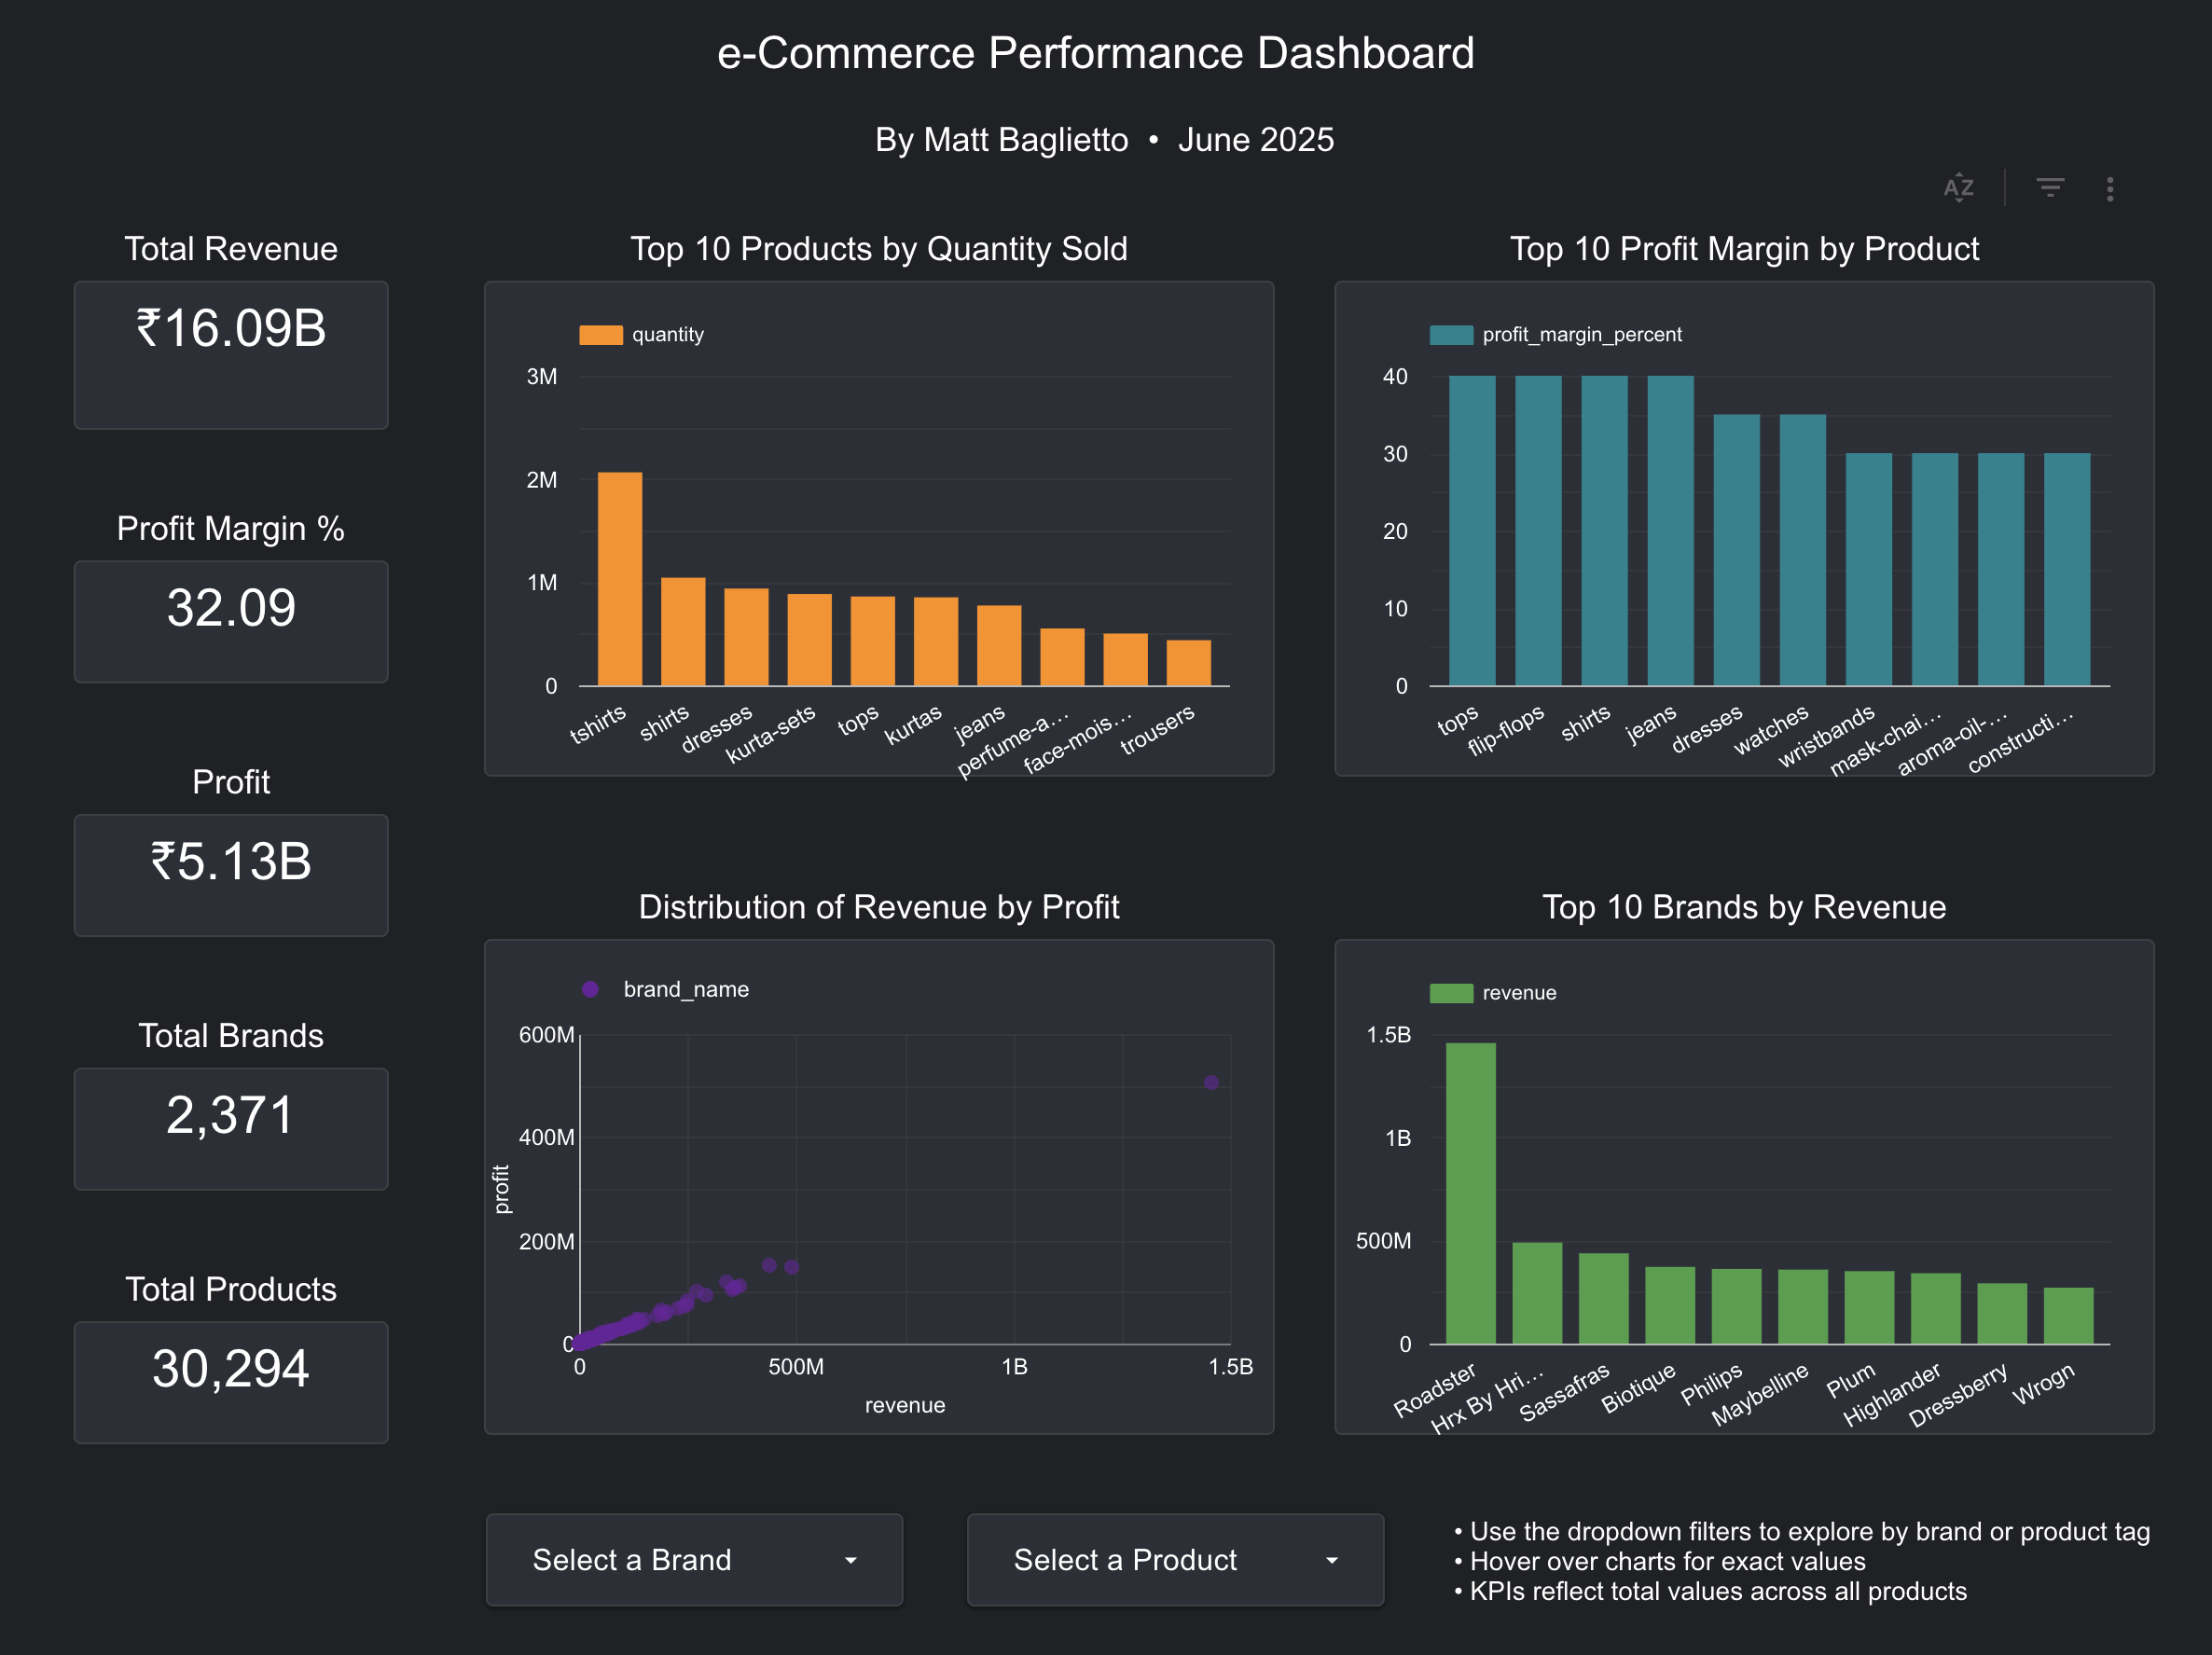 e-Commerce Performance Dashboard
By Matt Baglietto • June 2025
AZ
Total Revenue
₹16.09B
Profit Margin %
32.09
Profit
₹5.13B
Total Brands
2,371
Total Products
30,294
Top 10 Products by Quantity Sold
quantity
3M
2M
1M
0
tshirts
shirts
dresses
kurta-sets
tops
kurtas
jeans
perfume-a…
face-mois…
trousers
Top 10 Profit Margin by Product
profit_margin_percent
40
30
20
10
0
tops
flip-flops
shirts
jeans
dresses
watches
wristbands
mask-chai…
aroma-oil-…
constructi…
Distribution of Revenue by Profit
brand_name
600M
400M
200M
0
profit
0
500M
1B
1.5B
revenue
Top 10 Brands by Revenue
revenue
1.5B
1B
500M
0
Roadster
Hrx By Hri…
Sassafras
Biotique
Philips
Maybelline
Plum
Highlander
Dressberry
Wrogn
Select a Brand
Select a Product
• Use the dropdown filters to explore by brand or product tag
• Hover over charts for exact values
• KPIs reflect total values across all products